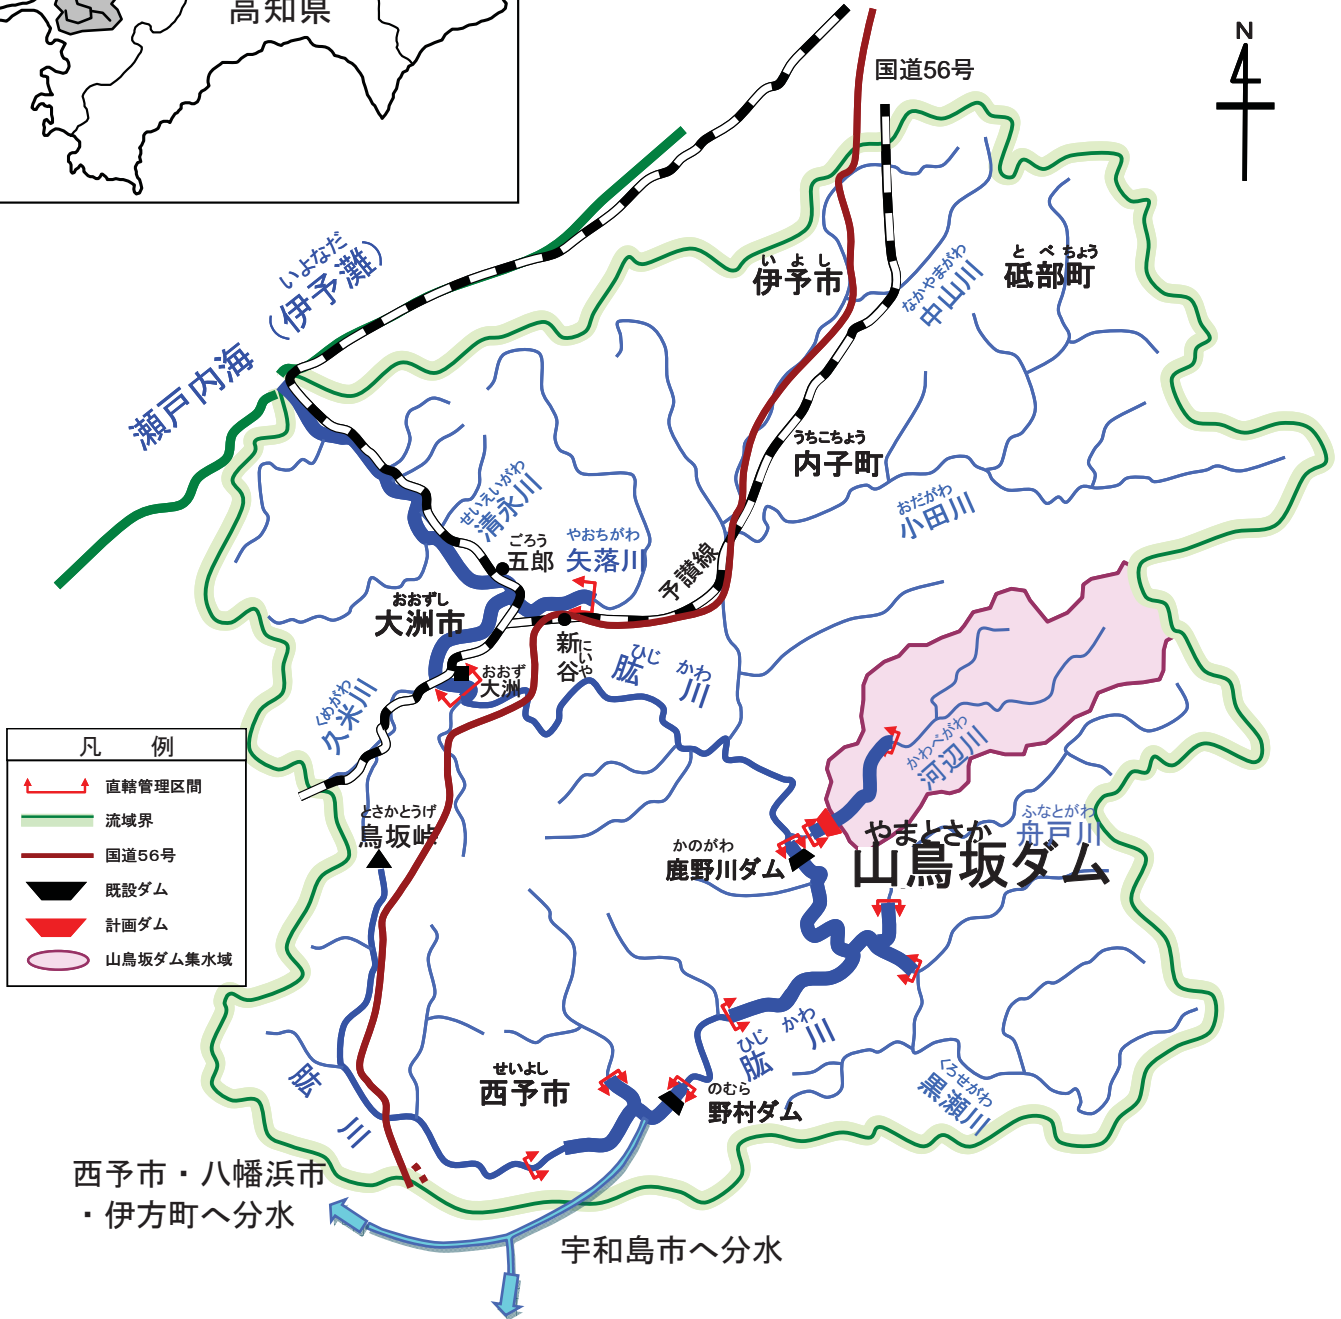 高知県
国道56号
N
いよなだ
瀬戸内海（伊予灘）
いよし
伊予市
なかやまがわ
中山川
とべちょう
砥部町
うちこちょう
内子町
おだがわ
小田川
せいえいがわ
清永川
ごろう
五郎
やおちがわ
矢落川
予讃線
おおずし
大洲市
新谷
にいや
おおず
大洲
ひじかわ
肱川
くめがわ
久米川
凡例
直轄管理区間
流域界
国道56号
既設ダム
計画ダム
山鳥坂ダム集水域
とさかとうげ
鳥坂峠
かわべがわ
河辺川
ふなとがわ
舟戸川
かのがわ
鹿野川ダム
やまとさか
山鳥坂ダム
ひじかわ
肱川
せいよし
西予市
のむら
野村ダム
くろせがわ
黒瀬川
肱川
西予市・八幡浜市
・伊方町へ分水
宇和島市へ分水